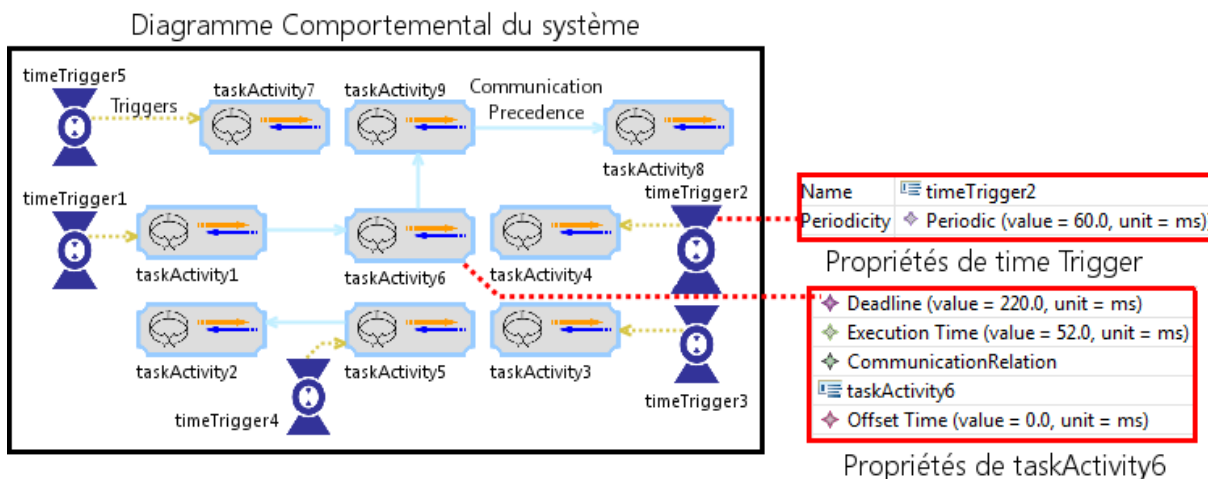 Diagramme Comportemental du système
timeTrigger5
Triggers
taskActivity7
taskActivity9
Communication
Precedence
taskActivity8
timeTrigger1
timeTrigger2
taskActivity1
taskActivity6
taskActivity4
taskActivity2
taskActivity5
taskActivity3
timeTrigger4
timeTrigger3
Name timeTrigger2
Periodicity Periodic (value = 60.0, unit = ms)
Propriétés de time Trigger
Deadline (value = 220.0, unit = ms)
Execution Time (value = 52.0, unit = ms)
CommunicationRelation
taskActivity6
Offset Time (value = 0.0, unit = ms)
Propriétés de taskActivity6